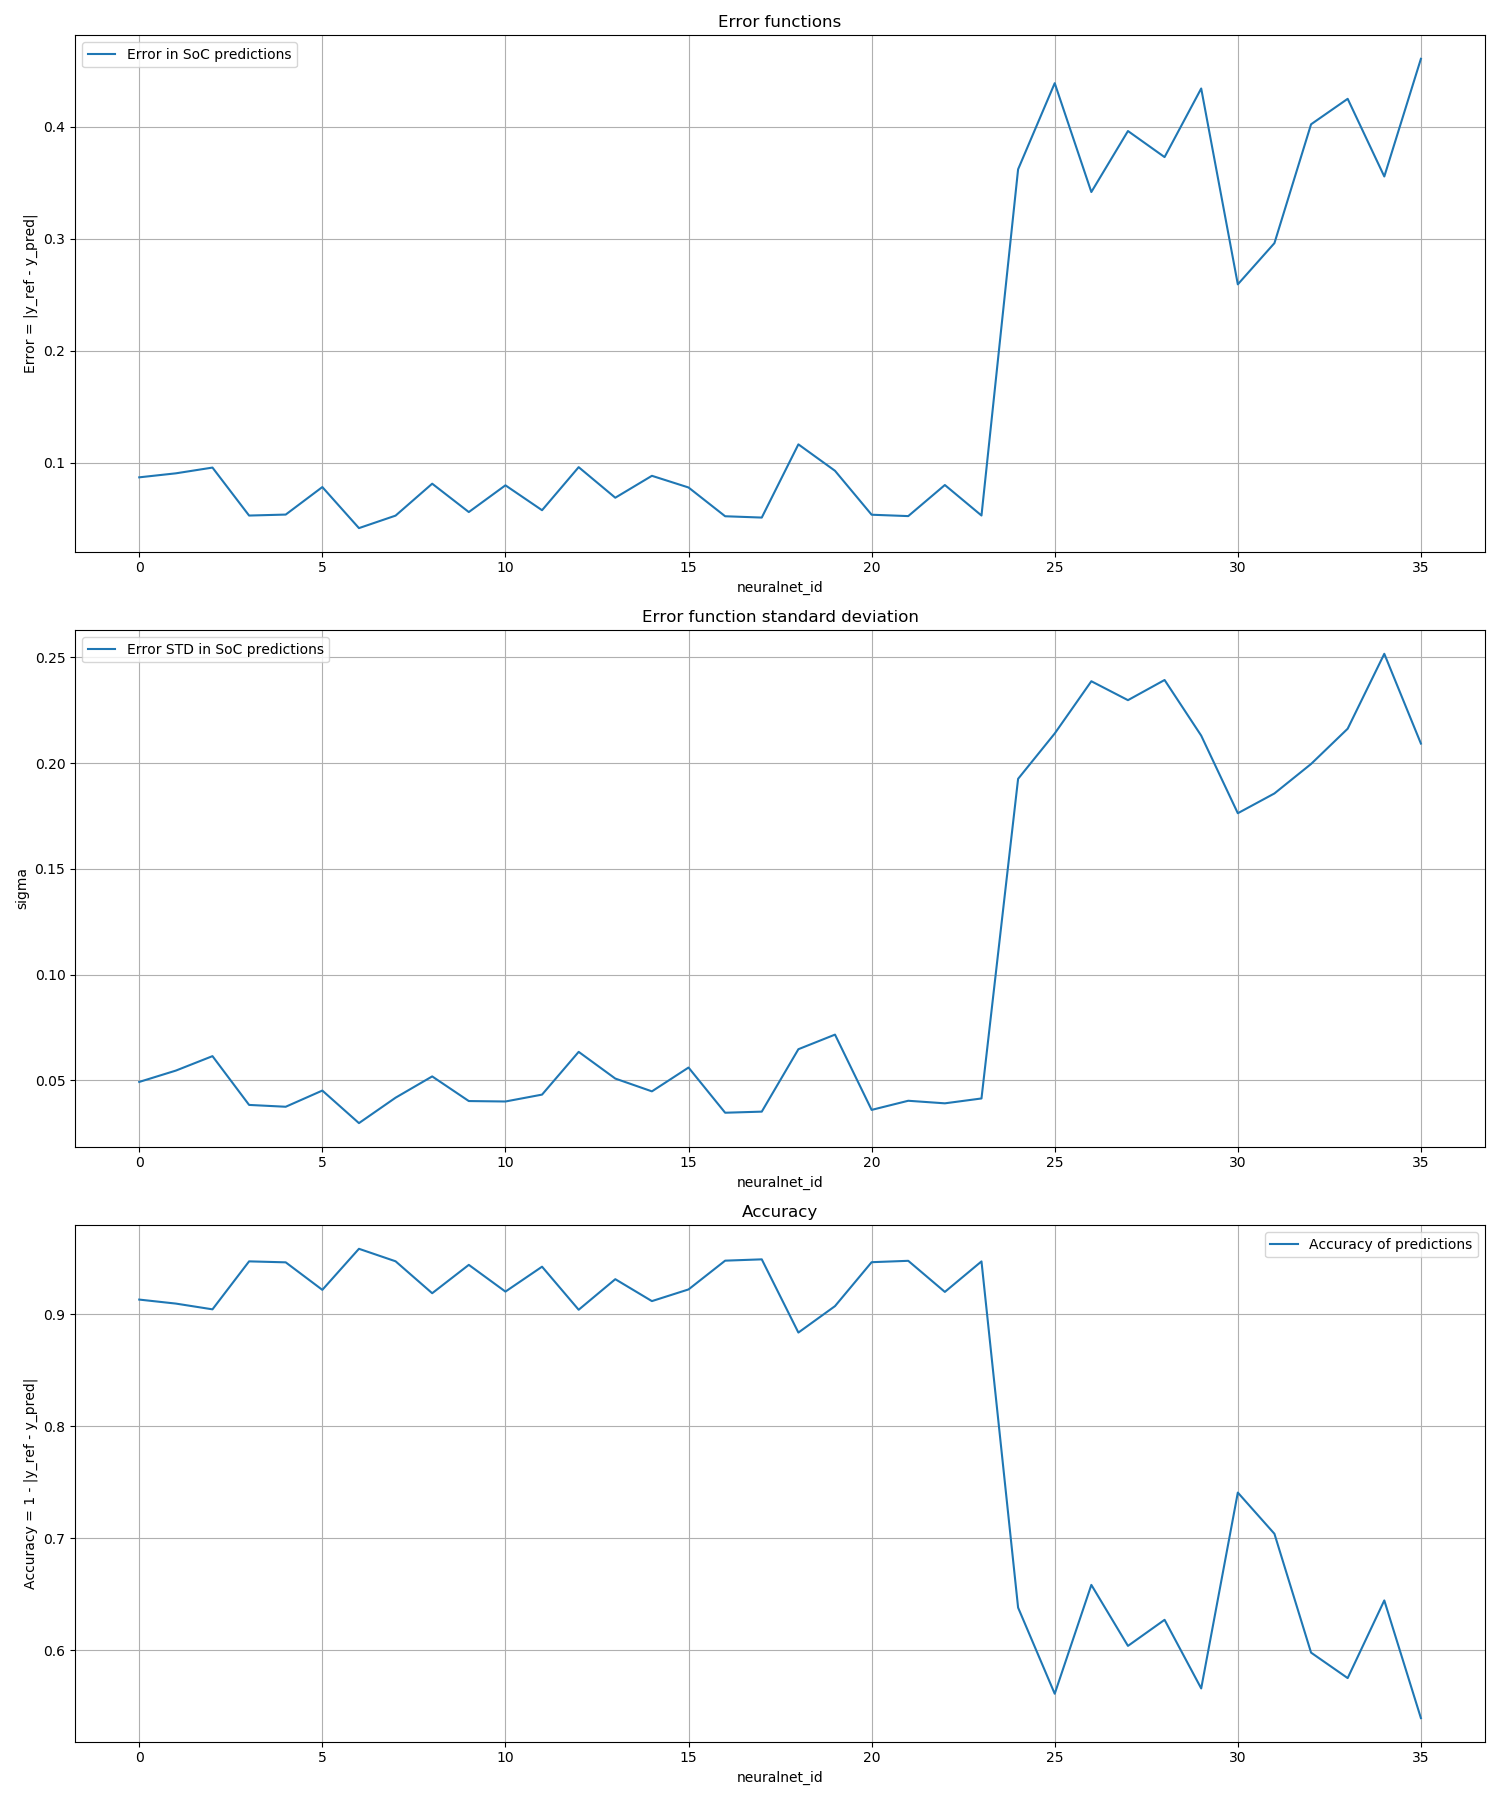 Error functions
Error in SoC predictions
0.4
0.3
0.2
0.1
Error = |y_ref - y_pred|
0 5 10 15 20 25 30 35
neuralnet_id
Error function standard deviation
Error STD in SoC predictions
0.25
0.20
0.15
0.10
0.05
sigma
0 5 10 15 20 25 30 35
neuralnet_id
Accuracy
Accuracy of predictions
0.9
0.8
0.7
0.6
Accuracy = 1 - |y_ref - y_pred|
0 5 10 15 20 25 30 35
neuralnet_id